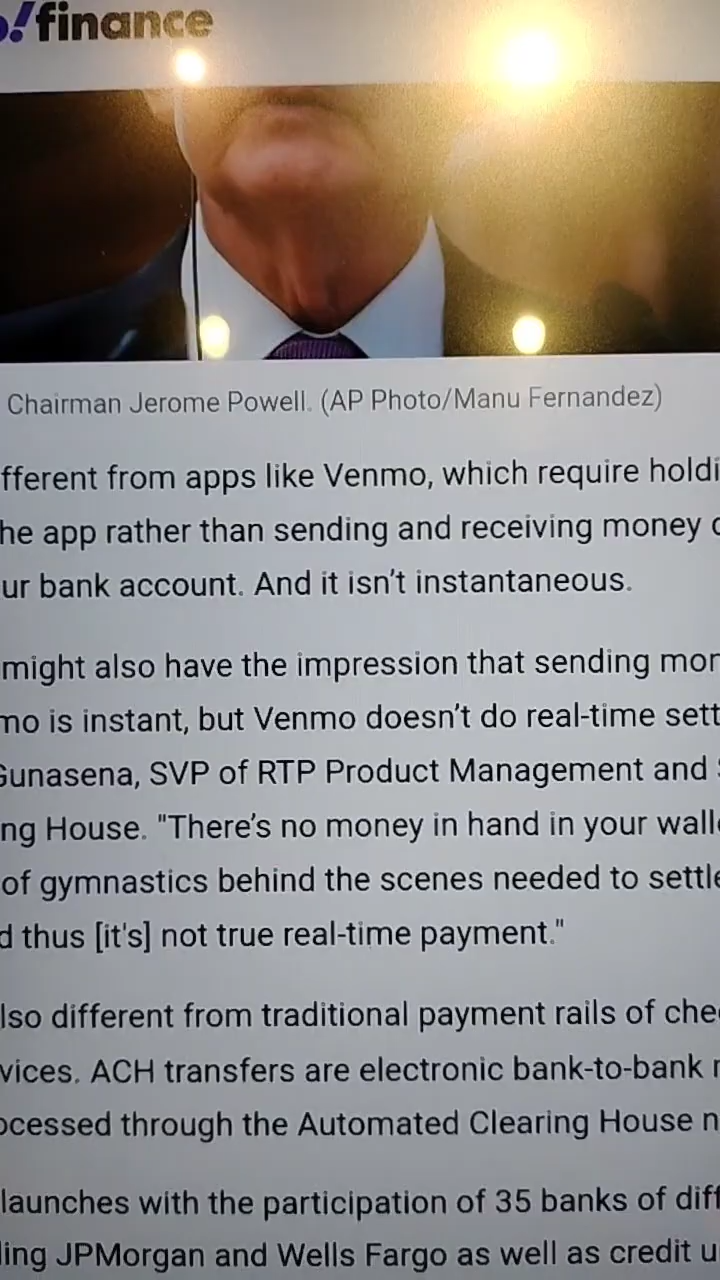 !finance
Chairman Jerome Powell. (AP Photo/Manu Fernandez)
fferent from apps like Venmo, which require holdi
he app rather than sending and receiving money
ur bank account. And it isn't instantaneous.
might also have the impression that sending mor
mo is instant, but Venmo doesn't do real-time sett
Gunasena, SVP of RTP Product Management and
ng House. "There's no money in hand in your walle
of gymnastics behind the scenes needed to settle
d thus [it's] not true real-time payment."
lso different from traditional payment rails of che
vices. ACH transfers are electronic bank-to-bank
ocessed through the Automated Clearing House n
launches with the participation of 35 banks of diff
ling JPMorgan and Wells Fargo as well as credit u